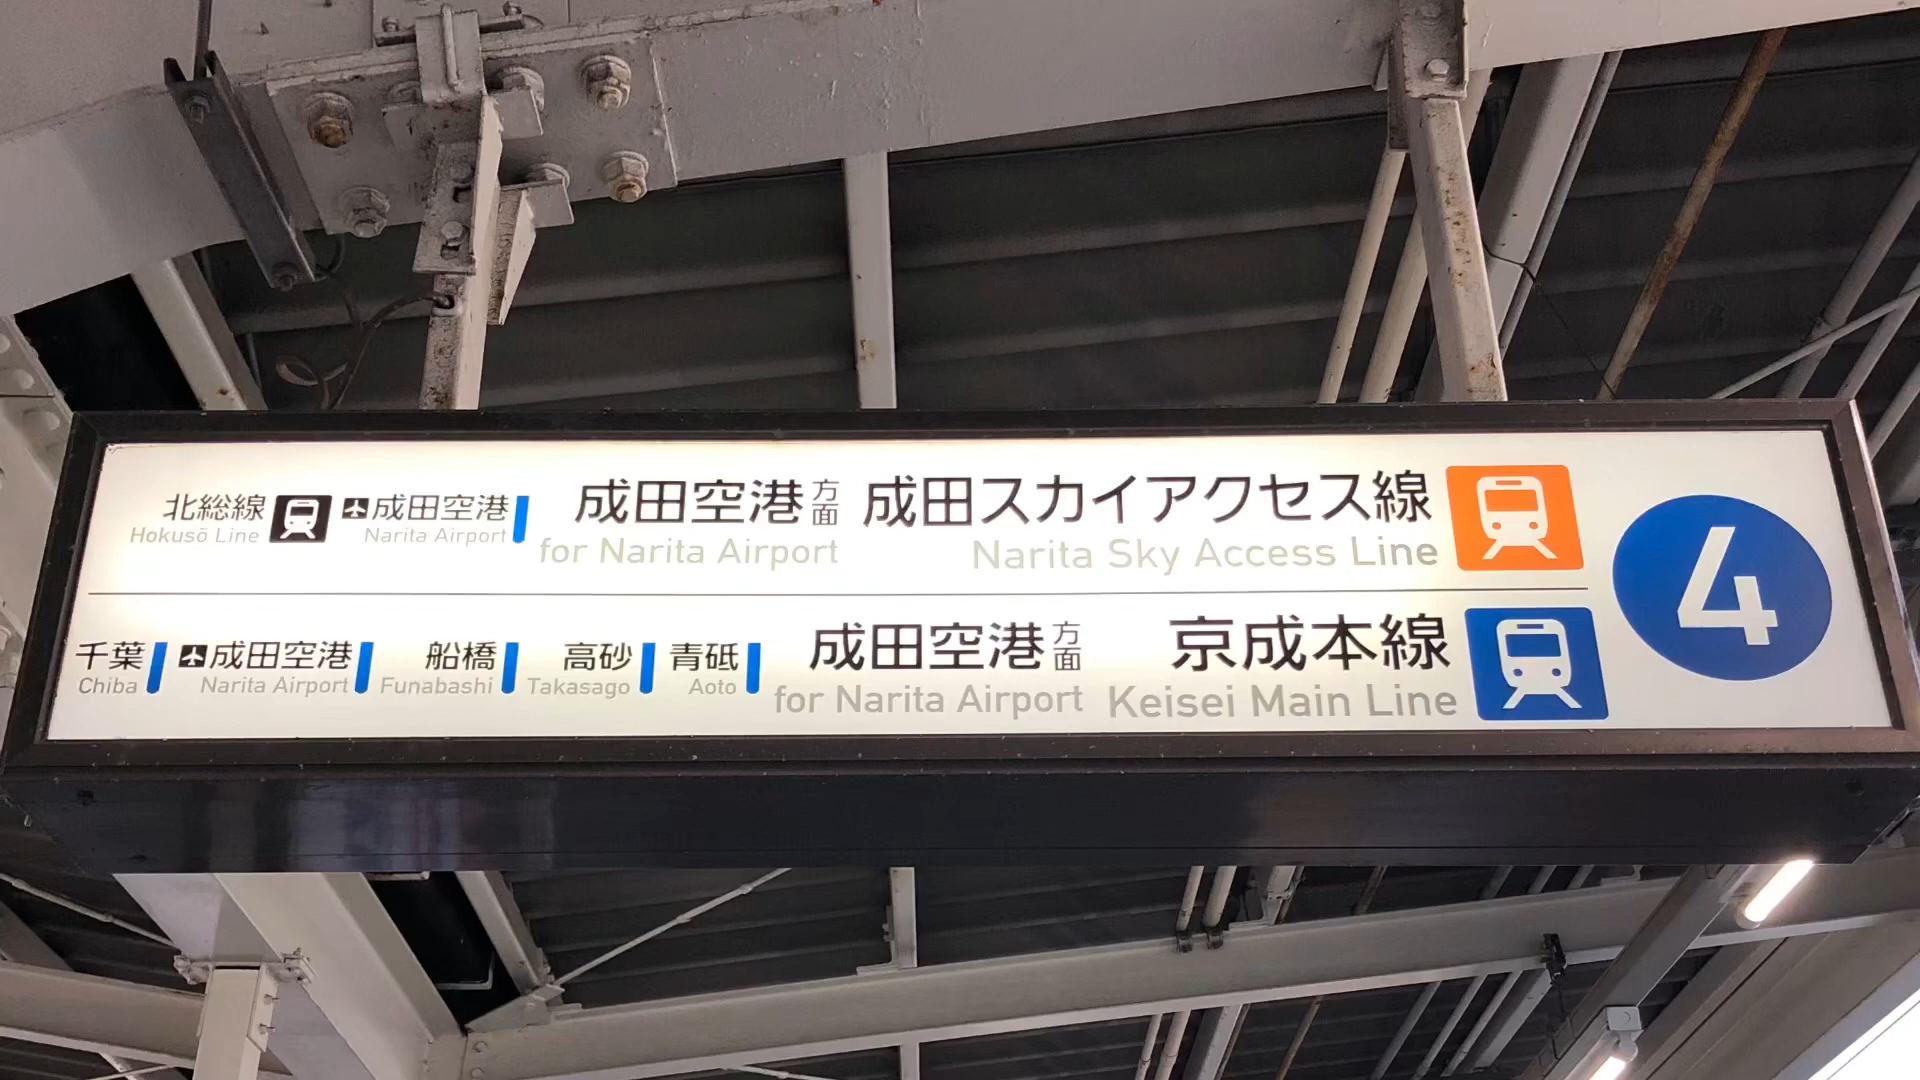 北総線 成田空港 成田空港方面 成田スカイアクセス線
Hokusō Line Narita Airport for Narita Airport Narita Sky Access Line
4
千葉 成田空港 船橋 高砂 青砥 成田空港方面 京成本線
Chiba Narita Airport Funabashi Takasago Aoto for Narita Airport Keisei Main Line